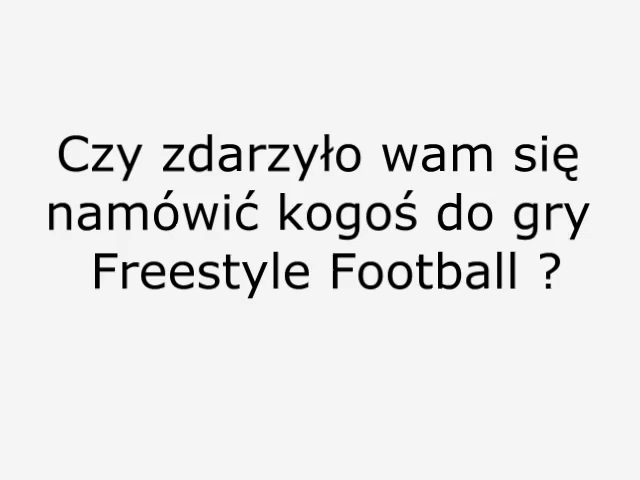 Czy zdarzyło wam się
namówić kogoś do gry
Freestyle Football ?